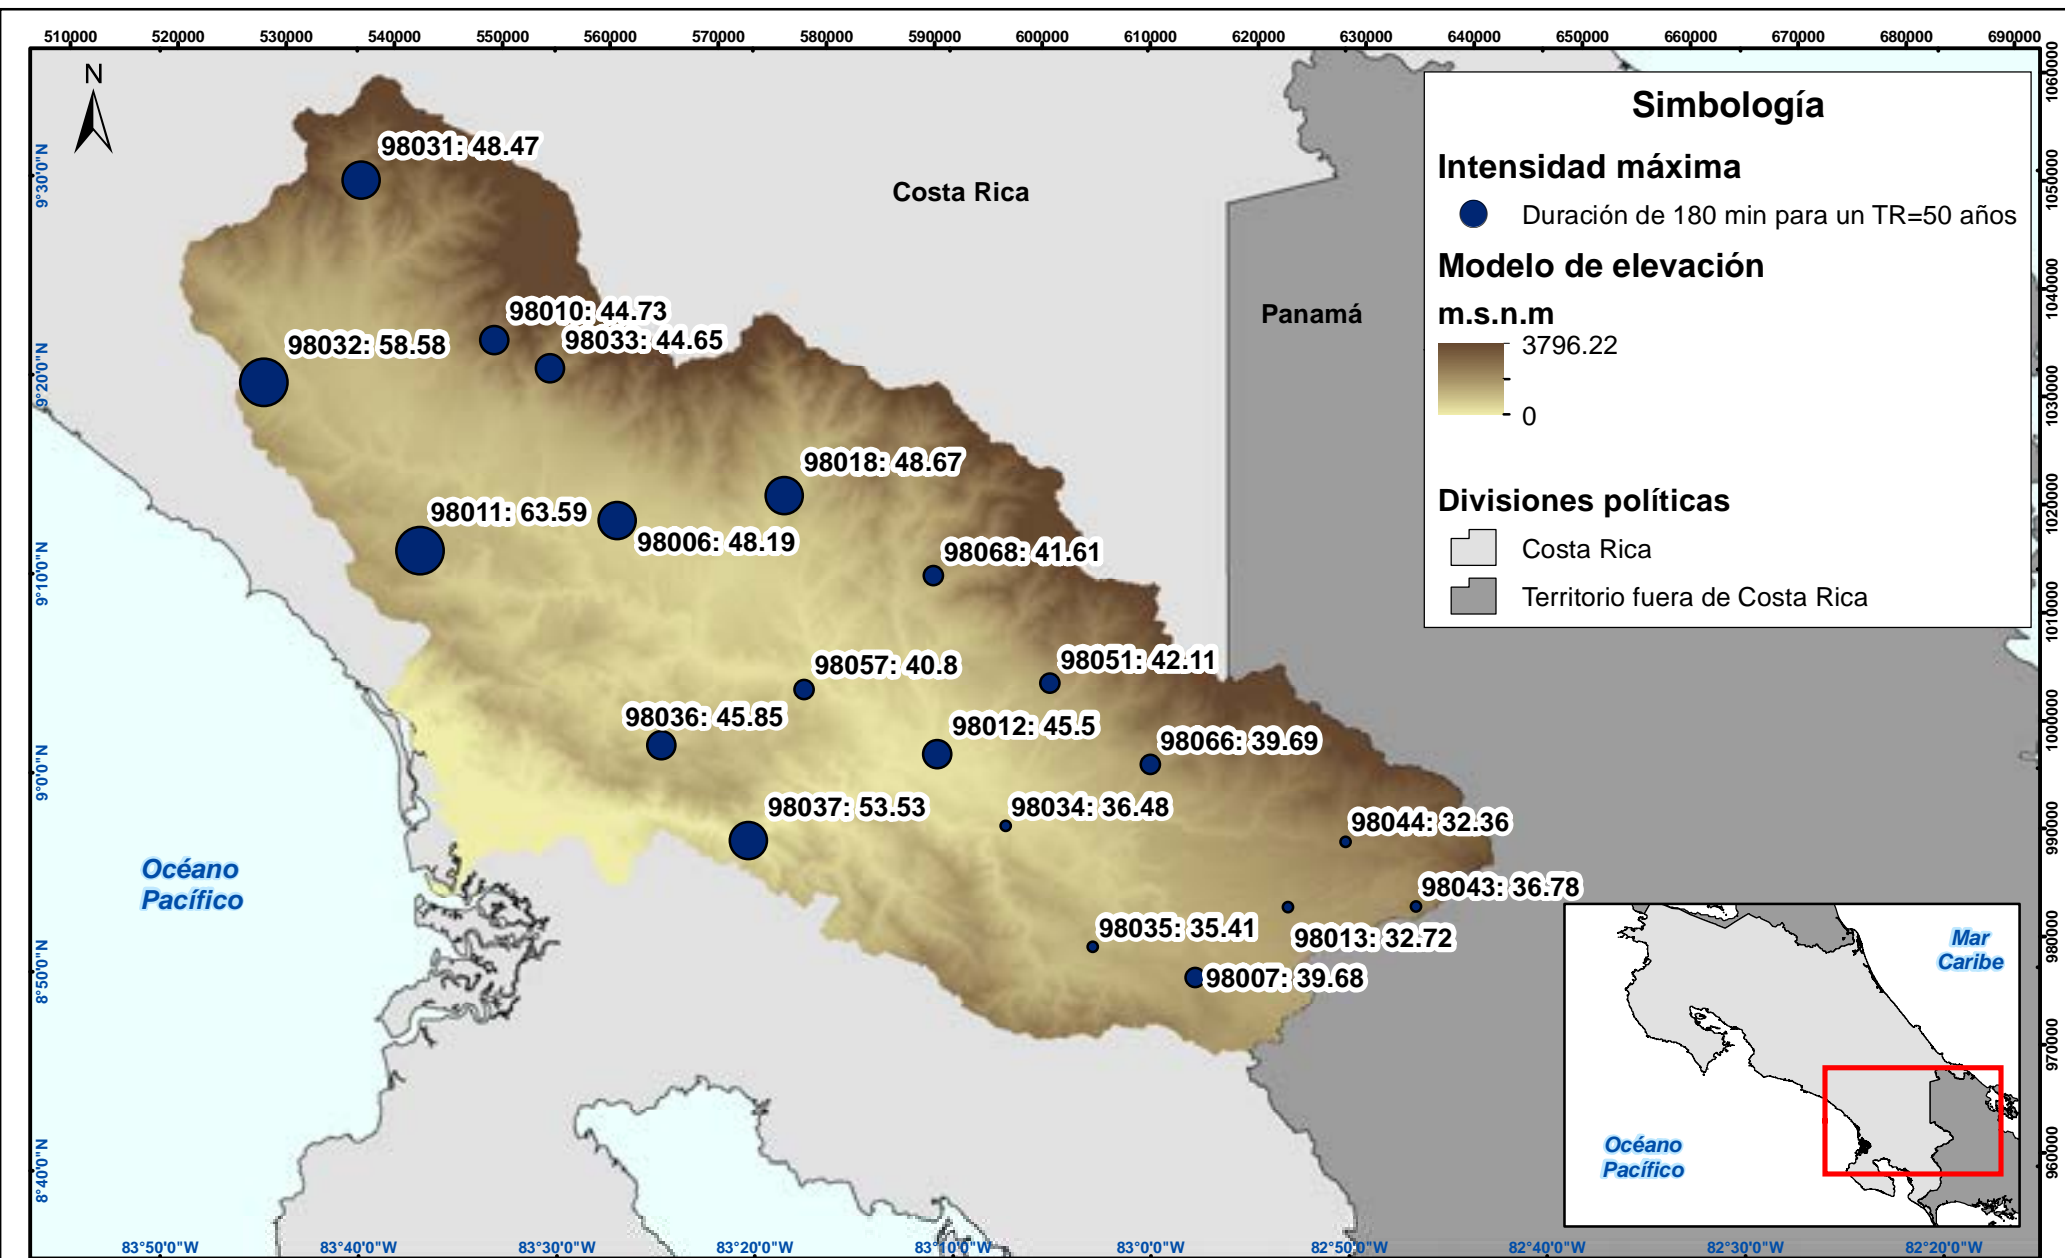 510000 520000 530000 540000 550000 560000 570000 580000 590000 600000 610000 620000 630000 640000 650000 660000 670000 680000 690000
N
Simbología
Intensidad máxima
Duración de 180 min para un TR=50 años
Modelo de elevación
m.s.n.m
3796.22
0
Divisiones políticas
Costa Rica
Territorio fuera de Costa Rica
98031: 48.47
Costa Rica
98010: 44.73
98033: 44.65
98032: 58.58
Panamá
98018: 48.67
98011: 63.59
98006: 48.19
98068: 41.61
98057: 40.8
98051: 42.11
98036: 45.85
98012: 45.5
98066: 39.69
98037: 53.53
98034: 36.48
98044: 32.36
98043: 36.78
98035: 35.41
98013: 32.72
98007: 39.68
Océano
Pacífico
Mar
Caribe
Océano
Pacífico
9°30'0"N
9°20'0"N
9°10'0"N
9°0'0"N
8°50'0"N
8°40'0"N
1060000
1050000
1040000
1030000
1020000
1010000
1000000
990000
980000
970000
960000
83°50'0"W 83°40'0"W 83°30'0"W 83°20'0"W 83°10'0"W 83°0'0"W 82°50'0"W 82°40'0"W 82°30'0"W 82°20'0"W